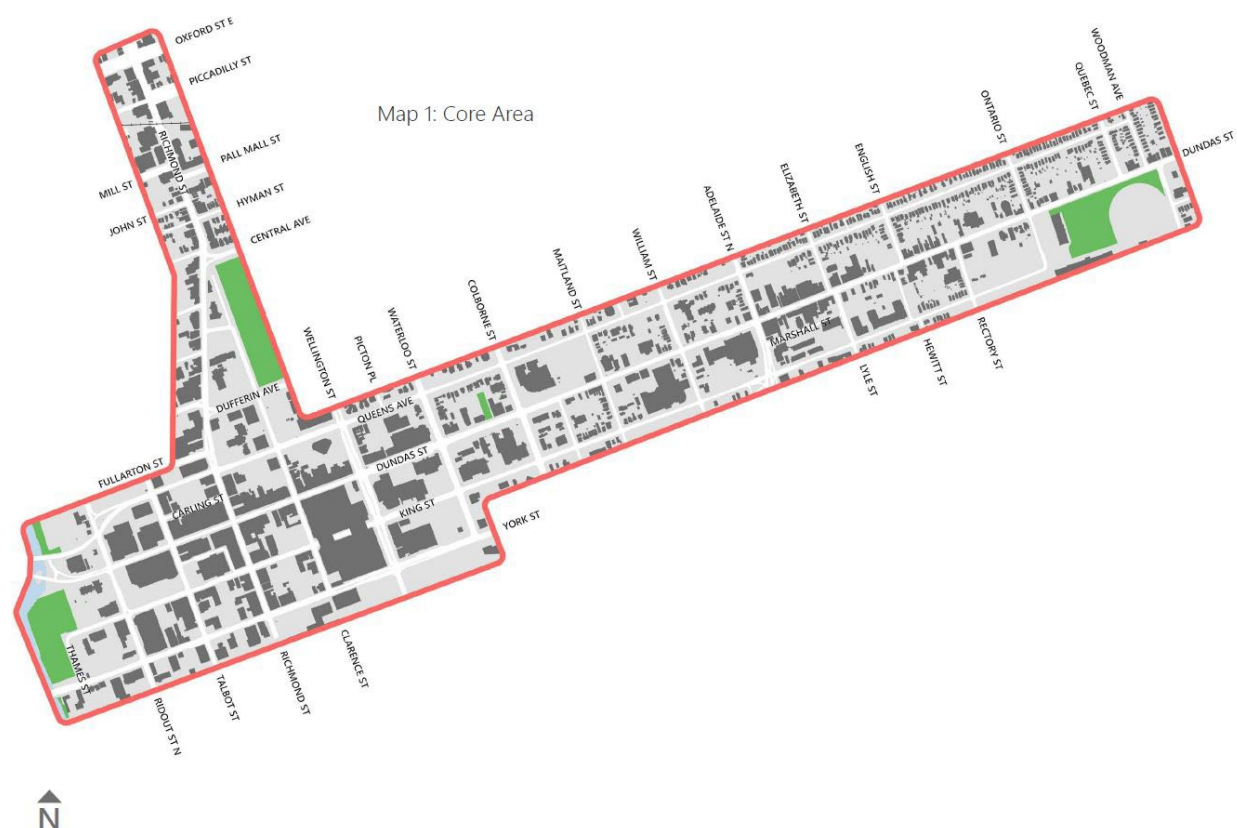 OXFORD ST E
PICCADILLY ST
Map 1: Core Area
RICHMOND ST
PALL MALL ST
MILL ST
HYMAN ST
JOHN ST
CENTRAL AVE
WOODMAN AVE
QUEBEC ST
DUNDAS ST
ONTARIO ST
ENGLISH ST
ELIZABETH ST
ADELAIDE ST N
WILLIAM ST
MAITLAND ST
COLBORNE ST
WATERLOO ST
PICTON PL
WELLINGTON ST
MARSHALL ST
RECTORY ST
HEWITT ST
LYLE ST
DUFFERIN AVE
QUEENS AVE
DUNDAS ST
FULLARTON ST
CARLING ST
KING ST
YORK ST
THAMES ST
CLARENCE ST
RICHMOND ST
TALBOT ST
RIDOUT ST N
N